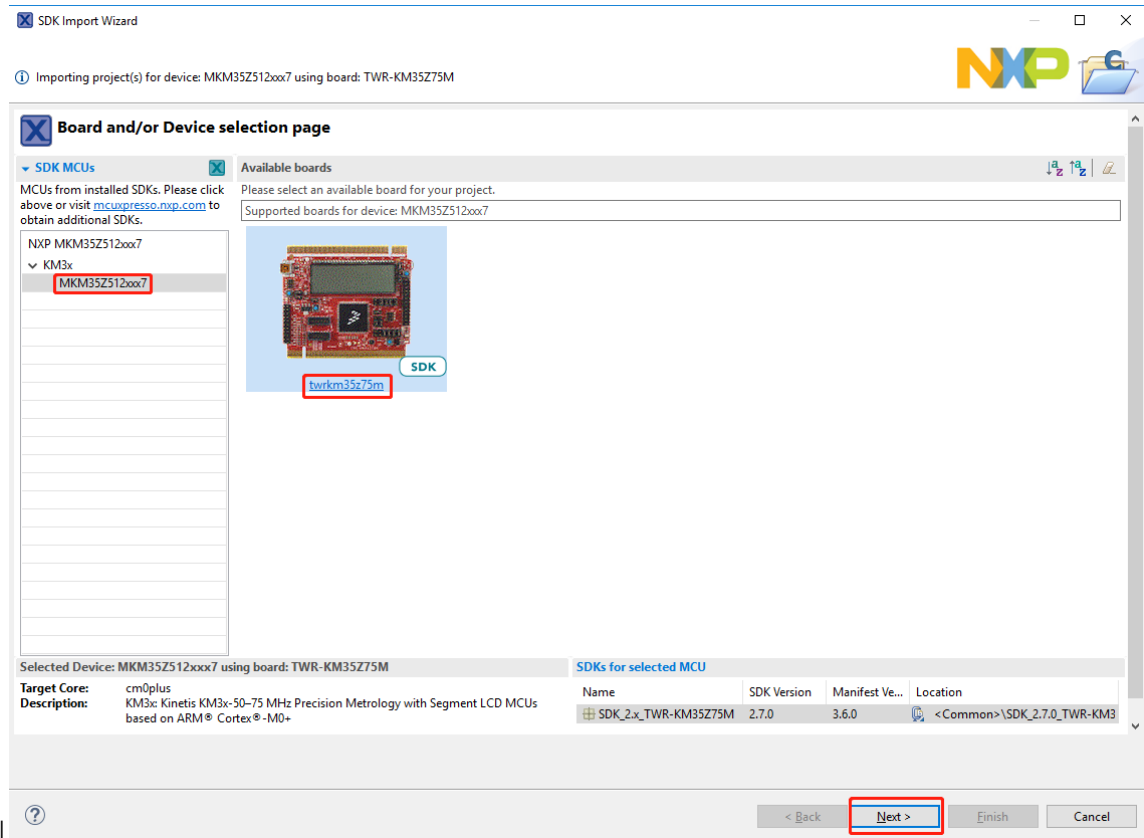 SDK Import Wizard
Importing project(s) for device: MKM35Z512xxx7 using board: TWR-KM35Z75M
NXP
Board and/or Device selection page
SDK MCUs
MCUs from installed SDKs. Please click
above or visit mcuxpresso.nxp.com to
obtain additional SDKs.
NXP MKM35Z512xxx7
KM3x
MKM35Z512xxx7
Available boards
Please select an available board for your project.
Supported boards for device: MKM35Z512xxx7
SDK
twrkm35z75m
Selected Device: MKM35Z512xxx7 using board: TWR-KM35Z75M
Target Core: cm0plus
Description: KM3x: Kinetis KM3x-50–75 MHz Precision Metrology with Segment LCD MCUs
based on ARM® Cortex®-M0+
SDKs for selected MCU
Name SDK Version Manifest Ve... Location
SDK_2.x_TWR-KM35Z75M 2.7.0 3.6.0 <Common>\SDK_2.7.0_TWR-KM3
< Back Next > Finish Cancel